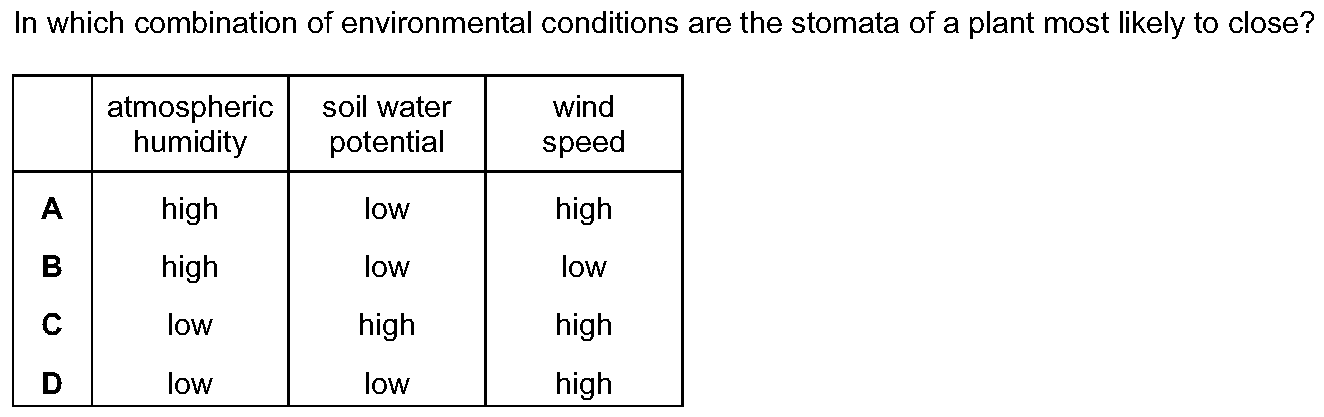 In which combination of environmental conditions are the stomata of a plant most likely to close?
atmospheric humidity soil water potential wind speed
A high low high
B high low low
C low high high
D low low high